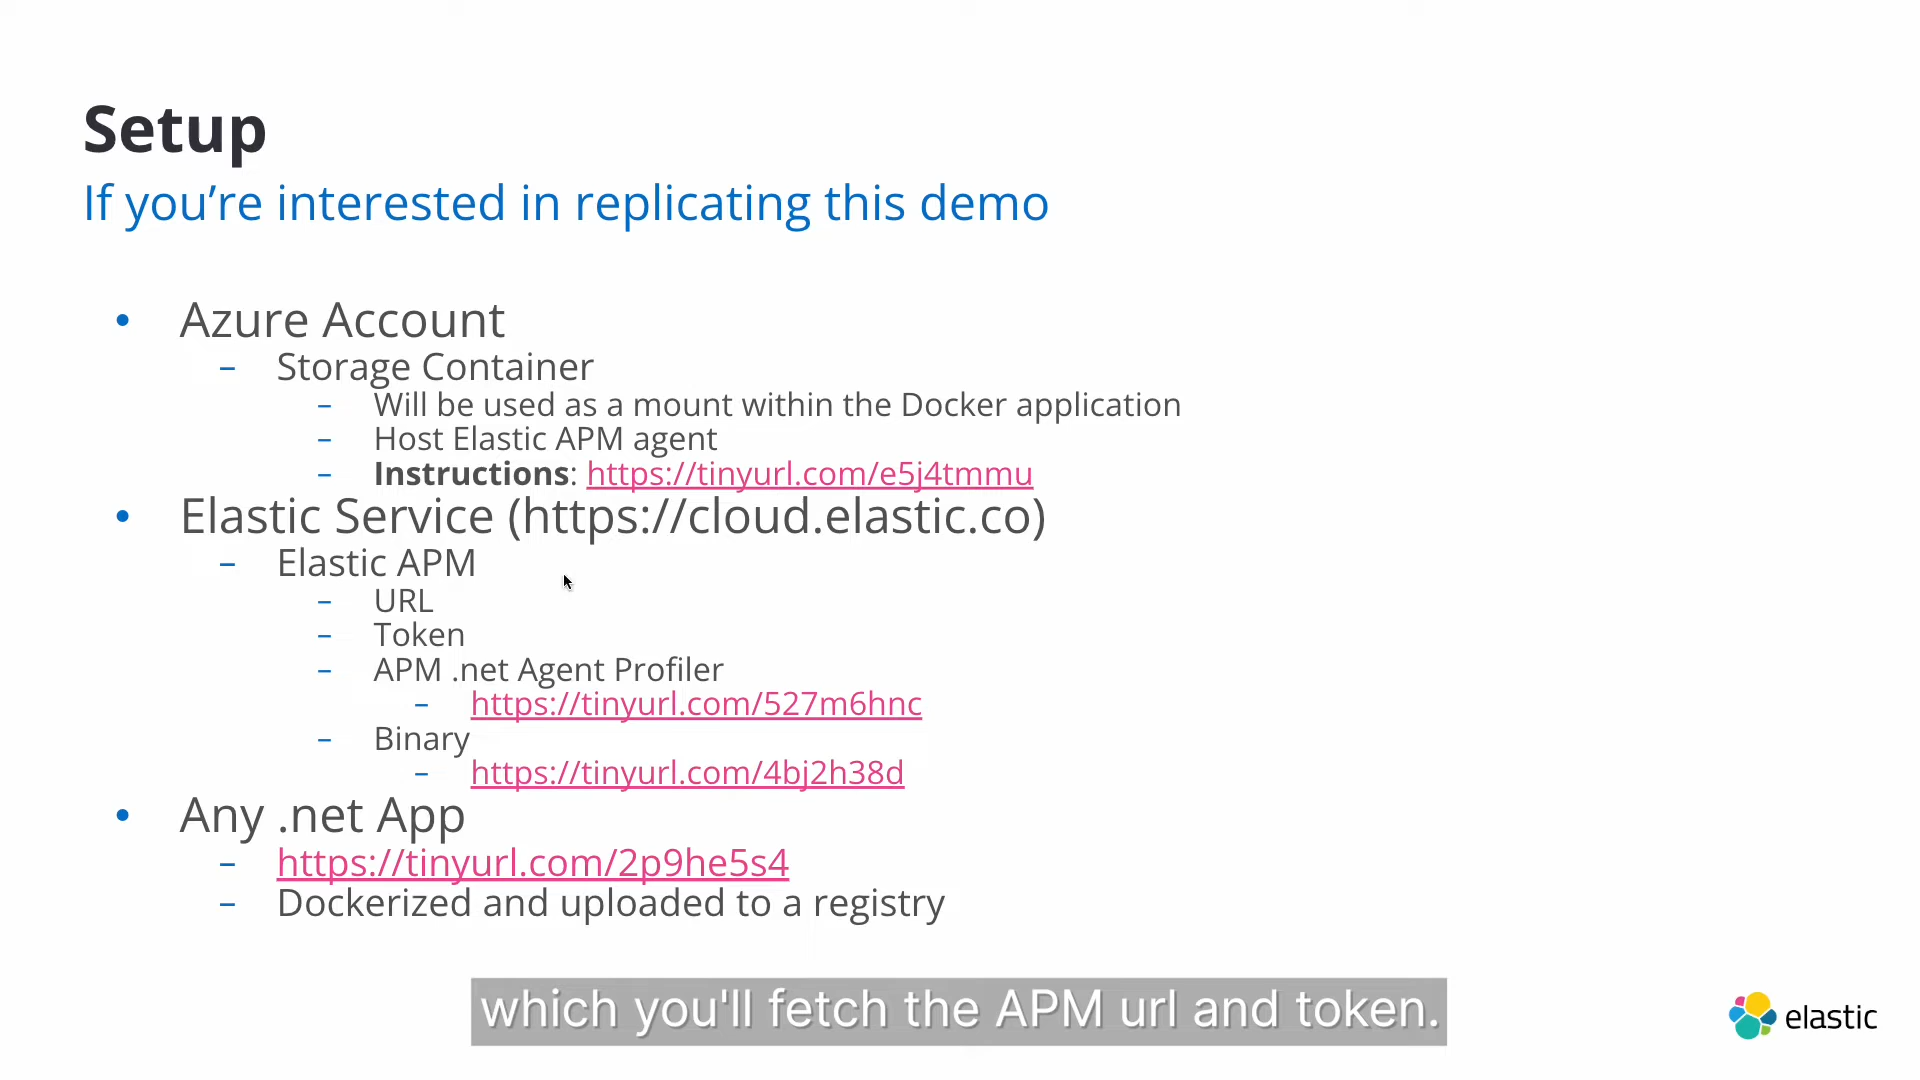 Setup
If you’re interested in replicating this demo
• Azure Account
– Storage Container
– Will be used as a mount within the Docker application
– Host Elastic APM agent
– Instructions: https://tinyurl.com/e5j4tmmu
• Elastic Service (https://cloud.elastic.co)
– Elastic APM
– URL
– Token
– APM .net Agent Profiler
– https://tinyurl.com/527m6hnc
– Binary
– https://tinyurl.com/4bj2h38d
• Any .net App
– https://tinyurl.com/2p9he5s4
– Dockerized and uploaded to a registry
which you'll fetch the APM url and token.
elastic